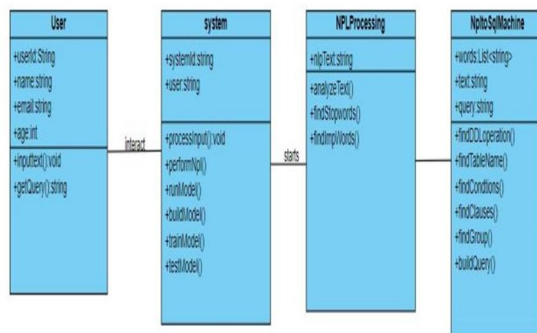 User
+userId:String
+name:string
+email:string
+age:int
+inputtext():void
+getQuery():string
interact
system
+systemId:string
+user:string
+processInput():void
+performNpl()
+runModel()
+buildModel()
+trainModel()
+testModel()
starts
NPLProcessing
+nlpText:string
+analyzeText()
+findStopwords()
+findImpWords()
NpltoSqlMachine
+words:List<string>
+text:string
+query:string
+findDDLoperation()
+findTableName()
+findCondtions()
+findClauses()
+findGroup()
+buildQuery()